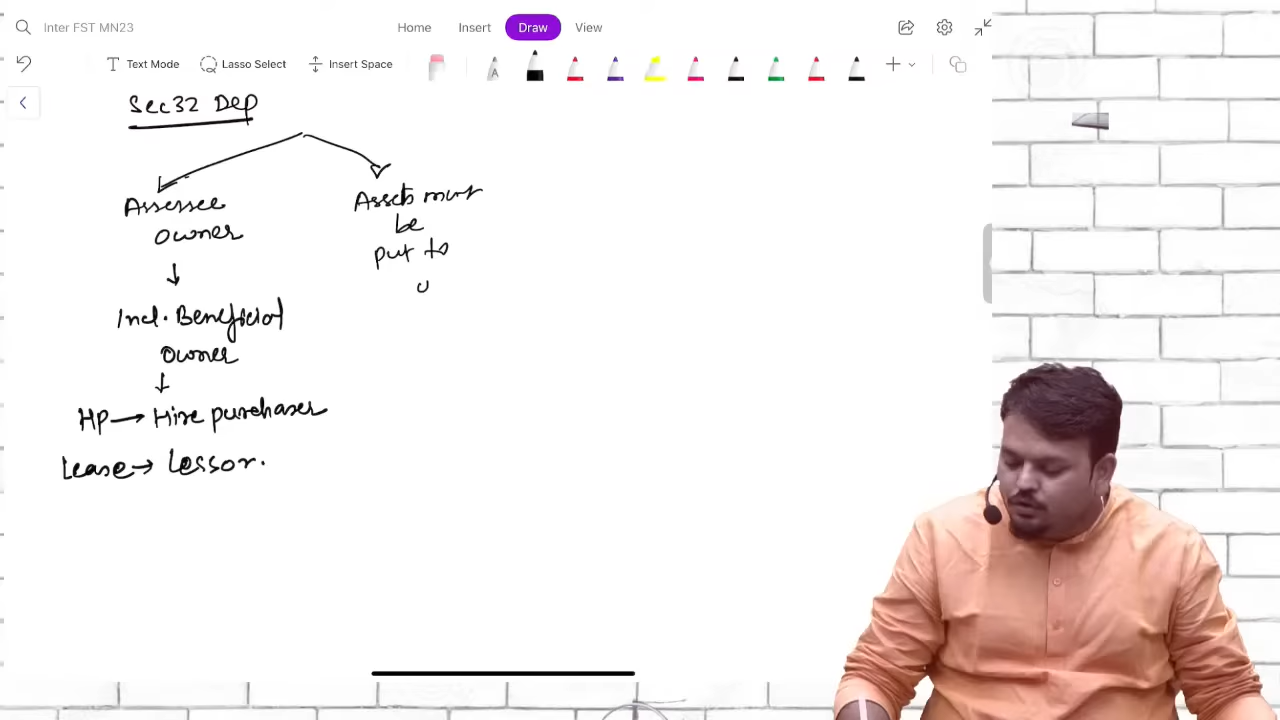 Inter FST MN23
Home Insert Draw View
Text Mode Lasso Select Insert Space
Sec32 Dep
Assessee
Owner
Incl. Beneficial
Owner
HP → Hire purchaser
Lease → Lessor.
Assets must
be
put to
u